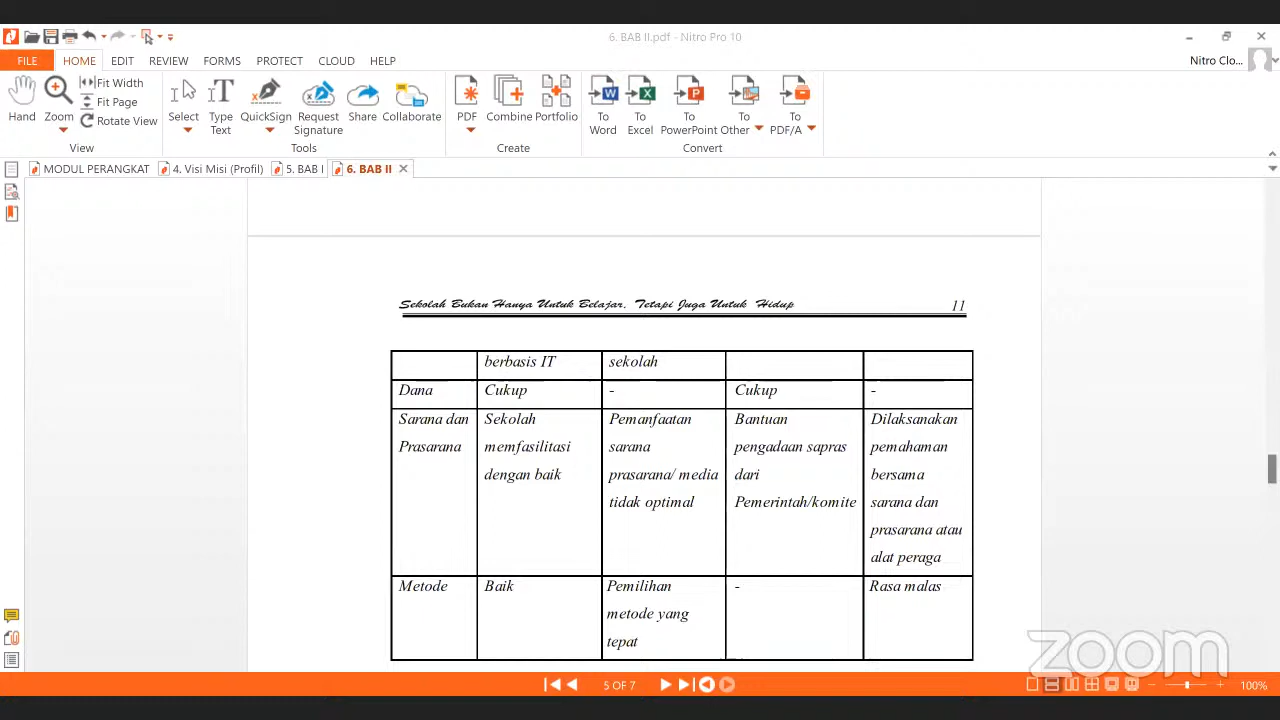 6. BAB II.pdf - Nitro Pro 10
FILE HOME EDIT REVIEW FORMS PROTECT CLOUD HELP
Nitro Clo...
Hand
Zoom
Fit Width
Fit Page
Rotate View
View
Select
Type Text
QuickSign
Request Signature
Share
Collaborate
Tools
PDF
Combine
Portfolio
Create
To Word
To Excel
To PowerPoint
To Other
To PDF/A
Convert
MODUL PERANGKAT
4. Visi Misi (Profil)
5. BAB I
6. BAB II
Sekolah Bukan Hanya Untuk Belajar, Tetapi Juga Untuk Hidup 11
berbasis IT
sekolah
Dana
Cukup
-
Cukup
-
Sarana dan
Prasarana
Sekolah
memfasilitasi
dengan baik
Pemanfaatan
sarana
prasarana/ media
tidak optimal
Bantuan
pengadaan sapras
dari
Pemerintah/komite
Dilaksanakan
pemahaman
bersama
sarana dan
prasarana atau
alat peraga
Metode
Baik
Pemilihan
metode yang
tepat
-
Rasa malas
zoom
5 OF 7
100%